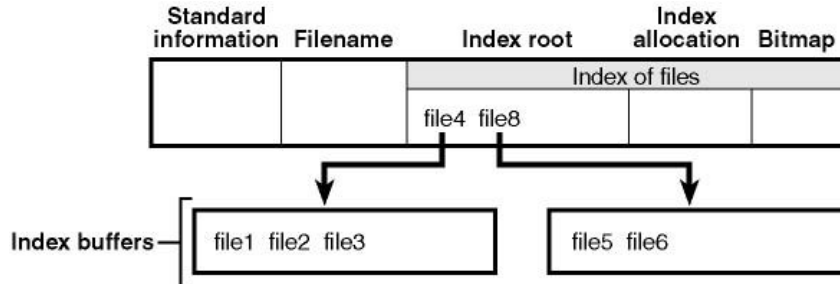 Standard information Filename Index root Index allocation Bitmap
Index of files
file4 file8
Index buffers
file1 file2 file3
file5 file6